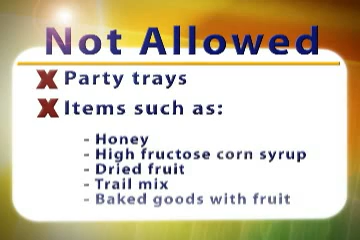 Not Allowed
X Party trays
X Items such as:
- Honey
- High fructose corn syrup
- Dried fruit
- Trail mix
- Baked goods with fruit